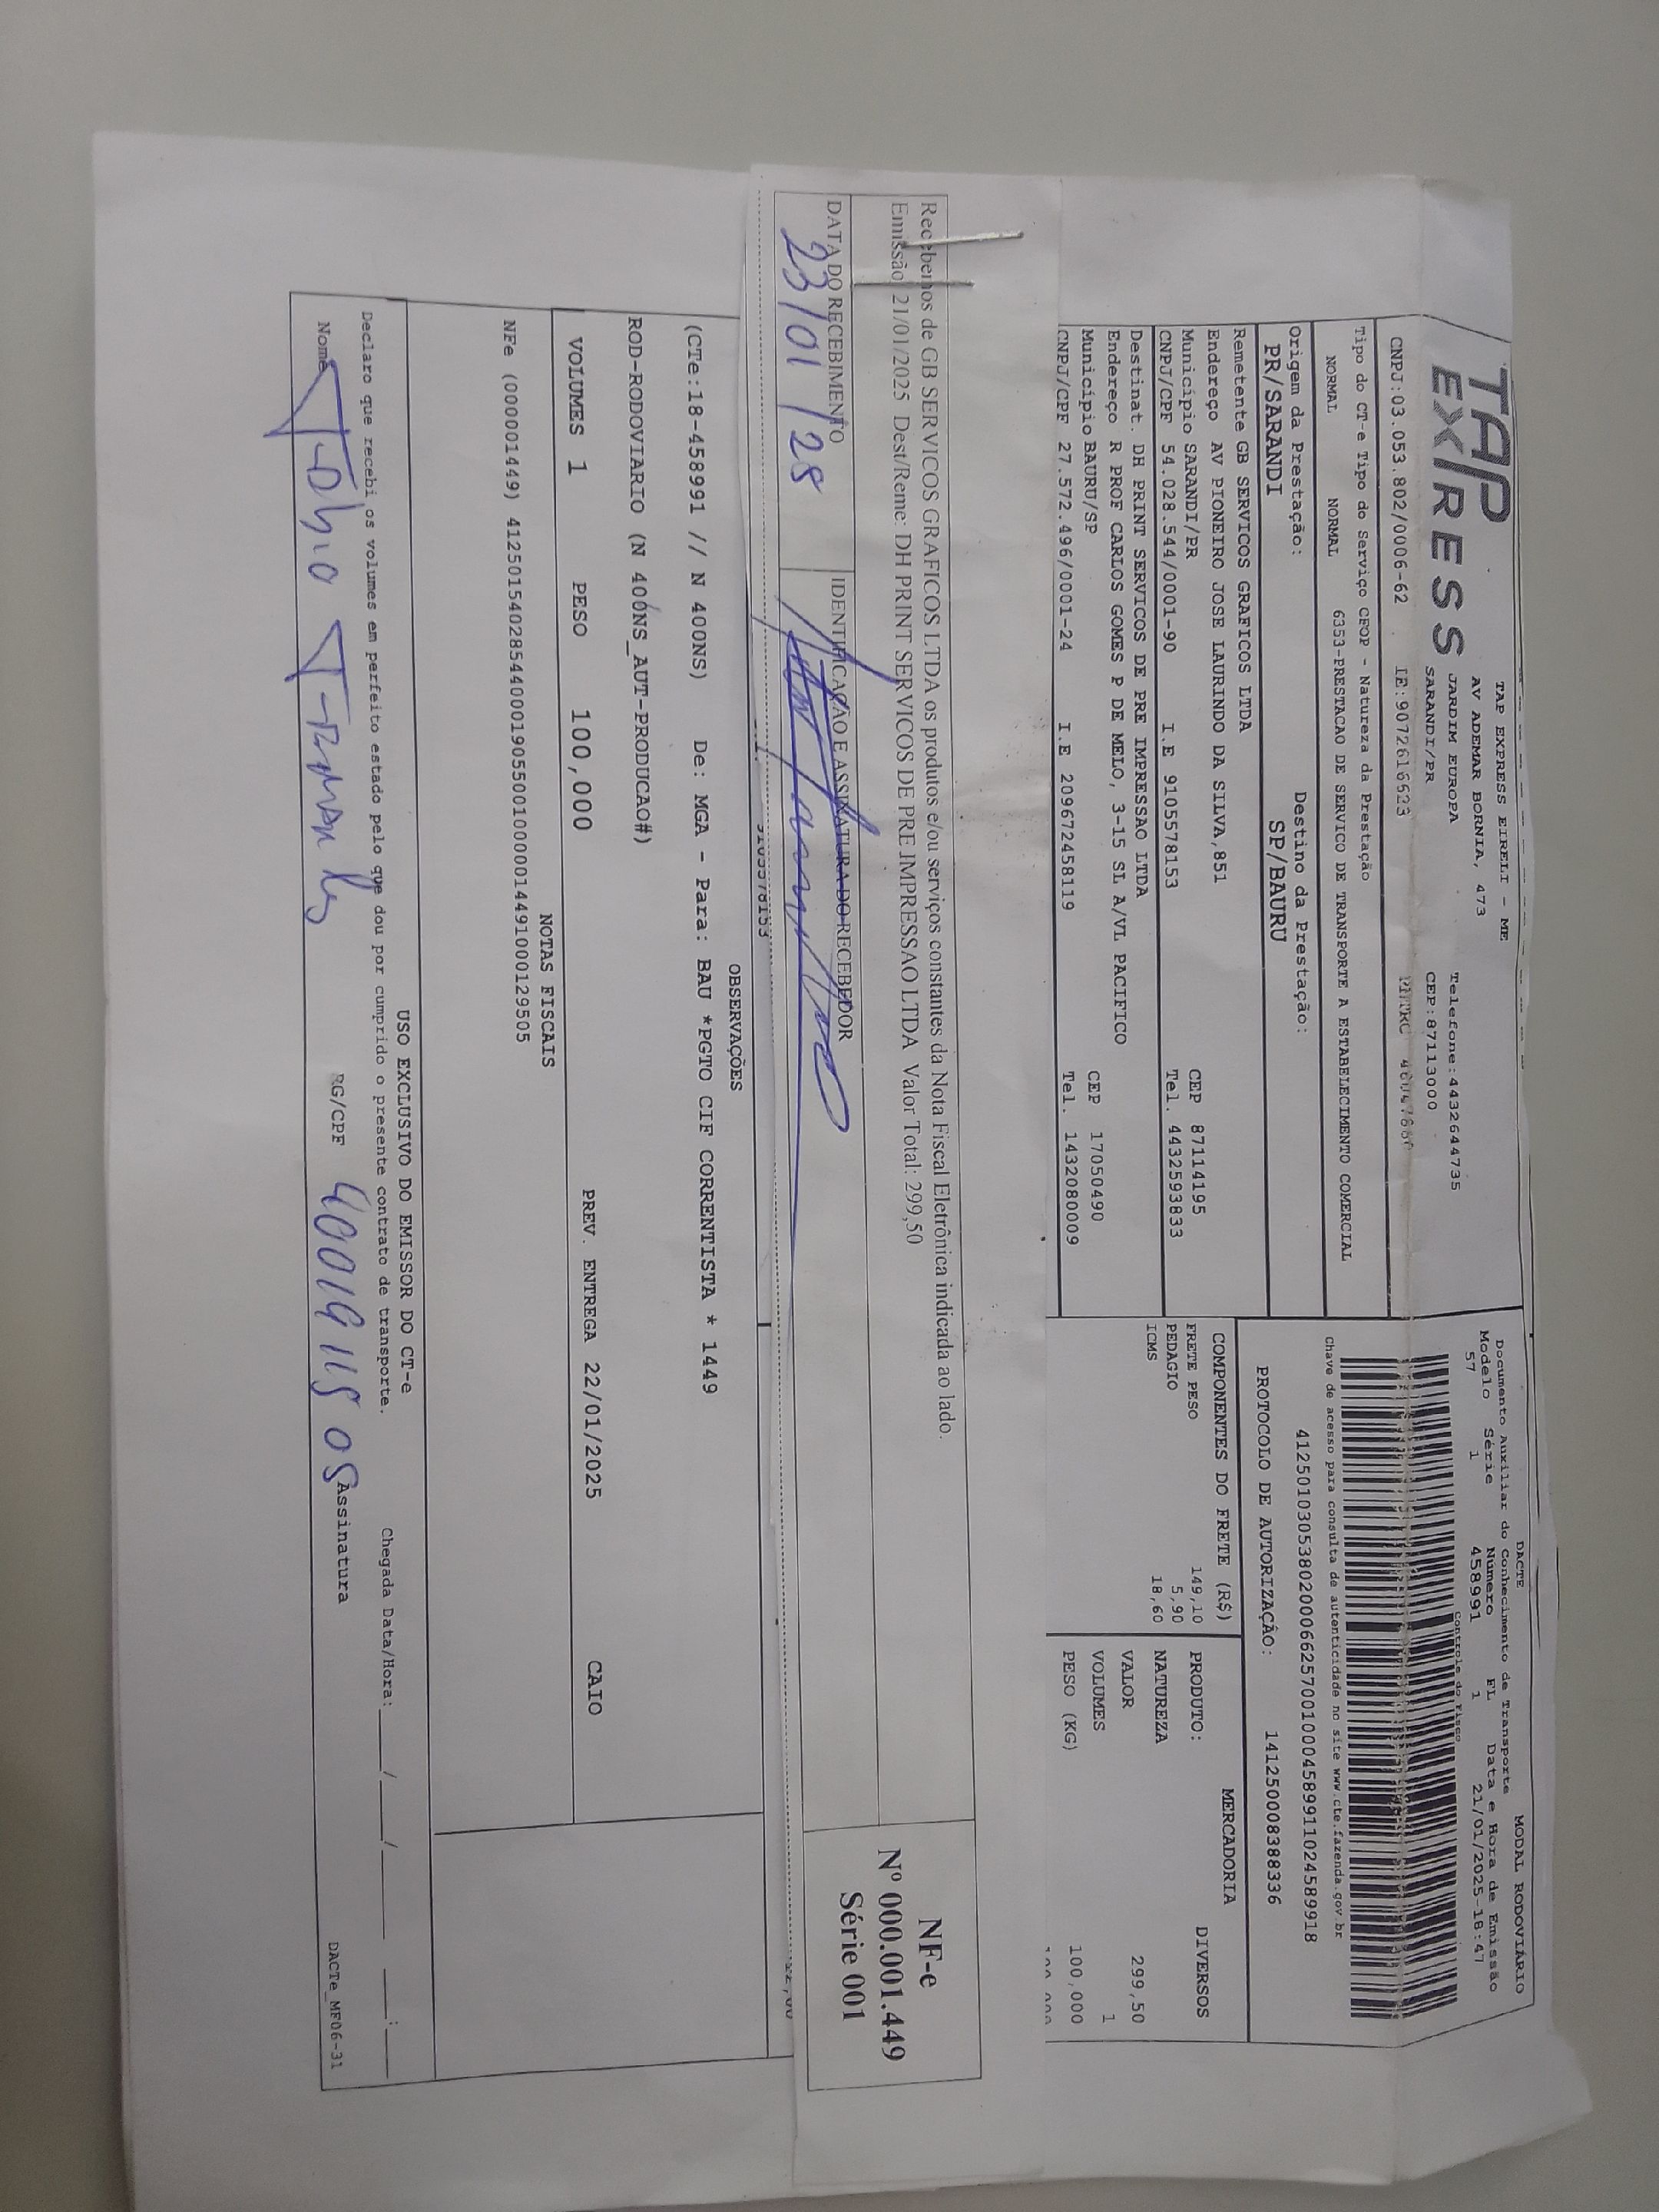 TAP EXPRESS
TAP EXPRESS EIRELI - ME
AV ADEMAR BORNIA, 473
JARDIM EUROPA
SARANDI/PR
Telefone:4432644735
CEP:87113000
CNPJ:03.053.802/0006-62 IE:9072616623
Tipo do CT-e Tipo do Serviço CFOP - Natureza da Prestação
NORMAL NORMAL 6353-PRESTACAO DE SERVICO DE TRANSPORTE A ESTABELECIMENTO COMERCIAL
Origem da Prestação: Destino da Prestação:
PR/SARANDI SP/BAURU
Remetente GB SERVICOS GRAFICOS LTDA
Endereço AV PIONEIRO JOSE LAURINDO DA SILVA,851
Município SARANDI/PR CEP 87114195
CNPJ/CPF 54.028.544/0001-90 I.E 9105578153 Tel. 4432593833
Destinat. DH PRINT SERVICOS DE PRE IMPRESSAO LTDA
Endereço R PROF CARLOS GOMES P DE MELO, 3-15 SL A/VL PACIFICO
Município BAURU/SP CEP 17050490
CNPJ/CPF 27.572.496/0001-24 I.E 209672458119 Tel. 1432080009
DACTE MODAL RODOVIÁRIO
Documento Auxiliar do Conhecimento de Transporte
Modelo Série Número FL Data e Hora de Emissão
57 1 458991 1 21/01/2025-18:47
Controle do Fisco
Chave de acesso para consulta de autenticidade no site www.cte.fazenda.gov.br
41250103053802000662570010004589911024589918
PROTOCOLO DE AUTORIZAÇÃO: 141250008388336
COMPONENTES DO FRETE (R$)
FRETE PESO 149,10
PEDAGIO 5,90
ICMS 18,60
MERCADORIA
PRODUTO: DIVERSOS
NATUREZA
VALOR 299,50
VOLUMES 1
PESO (KG) 100,000
Recebemos de GB SERVICOS GRAFICOS LTDA os produtos e/ou serviços constantes da Nota Fiscal Eletrônica indicada ao lado.
Emissão 21/01/2025 Dest/Reme: DH PRINT SERVICOS DE PRE IMPRESSAO LTDA Valor Total: 299,50
DATA DO RECEBIMENTO IDENTIFICAÇÃO E ASSINATURA DO RECEBEDOR
23/01/25
NF-e
Nº 000.001.449
Série 001
9105578153
OBSERVAÇÕES
(CTe:18-458991 // N 400NS) De: MGA - Para: BAU *PGTO CIF CORRENTISTA * 1449
ROD-RODOVIARIO (N 400NS_AUT-PRODUCAO#)
VOLUMES 1 PESO 100,000 PREV. ENTREGA 22/01/2025 CAIO
NOTAS FISCAIS
NFe (000001449) 41250154028544000190550010000014491000129505
USO EXCLUSIVO DO EMISSOR DO CT-e
Declaro que recebi os volumes em perfeito estado pelo que dou por cumprido o presente contrato de transporte. Chegada Data/Hora: ____/____/______ ___:___
Nome Fábio Fernandes RG/CPF 400191505 Assinatura
DACTe_MF06-31